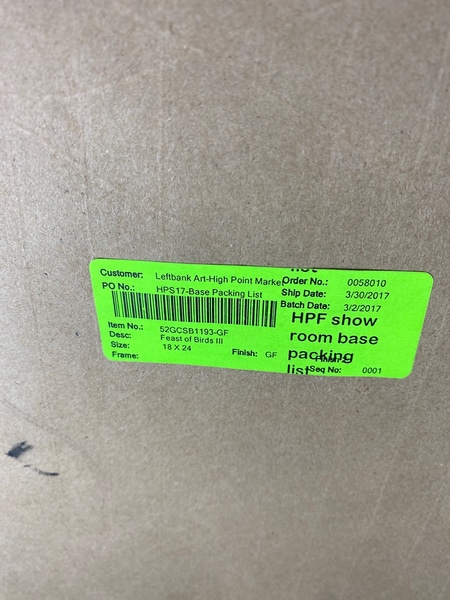 Customer: Leftbank Art-High Point Market
PO No.: HPS17-Base Packing List
Item No.: 52GCSB1193-GF
Desc: Feast of Birds III
Size: 18 X 24
Frame: Finish: GF
list
Order No.: 0058010
Ship Date: 3/30/2017
Batch Date: 3/2/2017
HPF show
room base
packing
list
Seq No: 0001